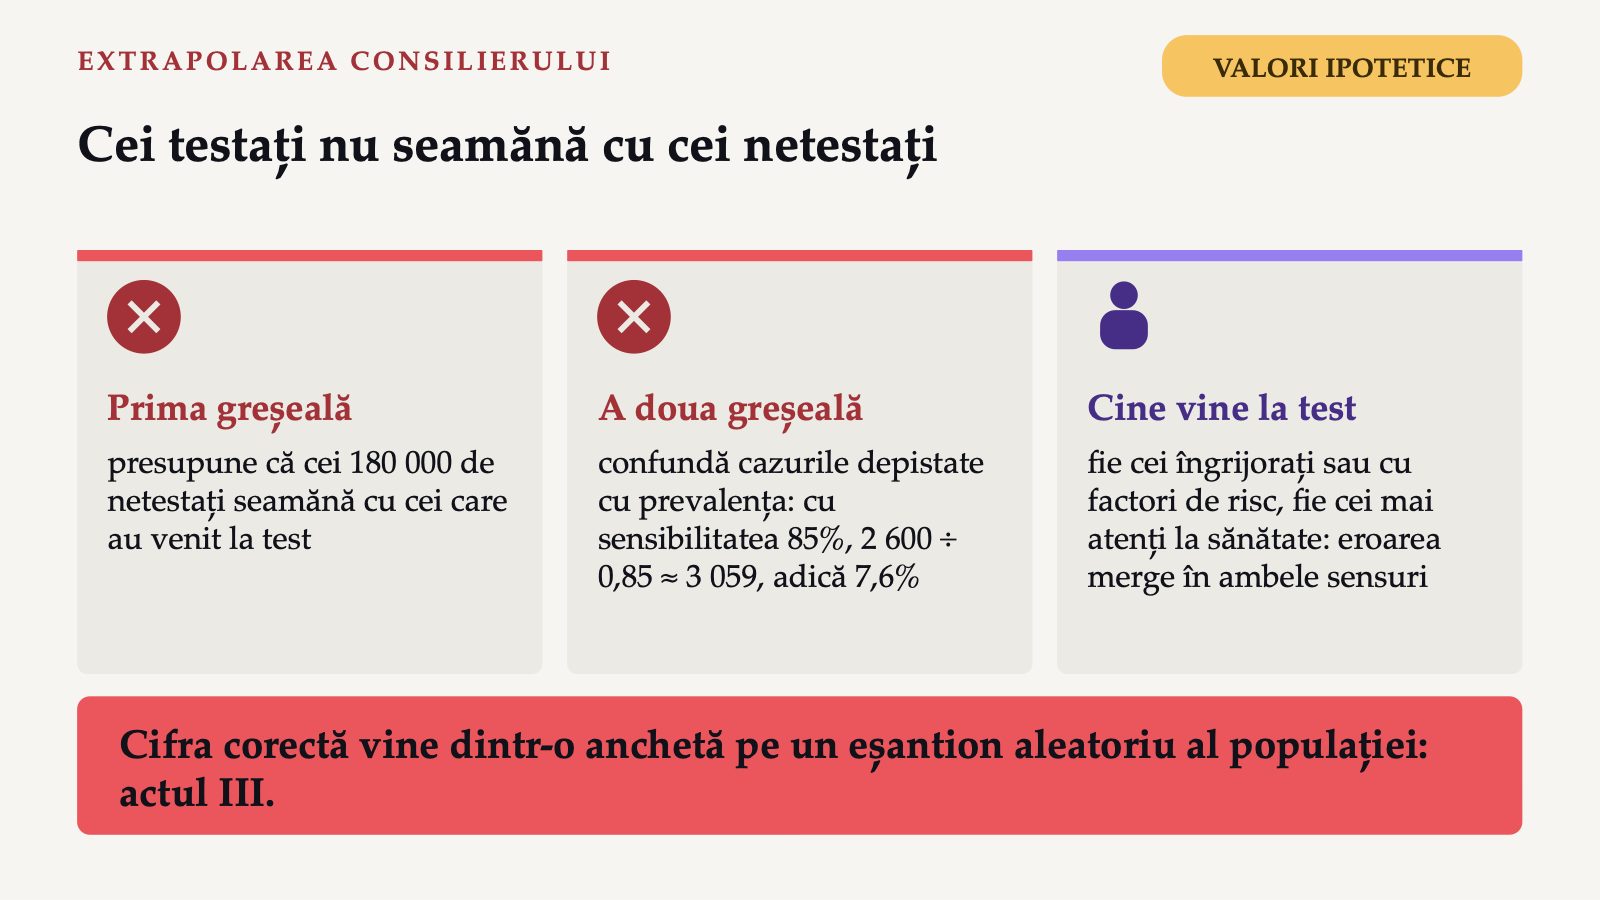 EXTRAPOLAREA CONSILIERULUI
VALORI IPOTETICE
Cei testați nu seamănă cu cei netestați
Prima greșeală
presupune că cei 180 000 de
netestați seamănă cu cei care
au venit la test
A doua greșeală
confundă cazurile depistate
cu prevalența: cu
sensibilitatea 85%, 2 600 ÷
0,85 ≈ 3 059, adică 7,6%
Cine vine la test
fie cei îngrijorați sau cu
factori de risc, fie cei mai
atenți la sănătate: eroarea
merge în ambele sensuri
Cifra corectă vine dintr-o anchetă pe un eșantion aleatoriu al populației:
actul III.